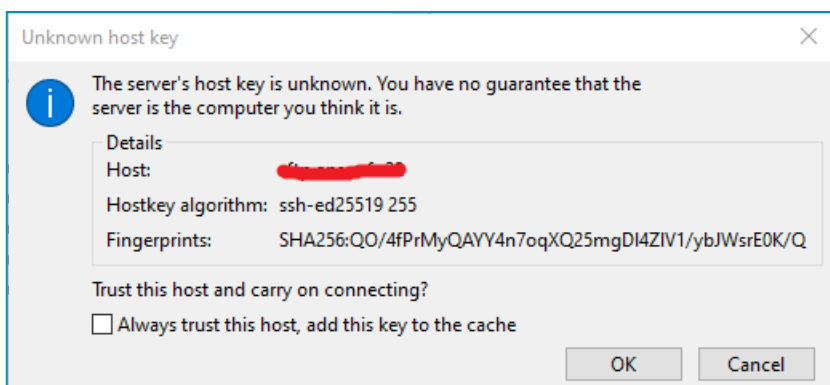 Unknown host key
The server's host key is unknown. You have no guarantee that the
server is the computer you think it is.
Details
Host:
Hostkey algorithm: ssh-ed25519 255
Fingerprints: SHA256:QO/4fPrMyQAYY4n7oqXQ25mgDl4ZIV1/ybJWsrE0K/Q
Trust this host and carry on connecting?
Always trust this host, add this key to the cache
OK Cancel